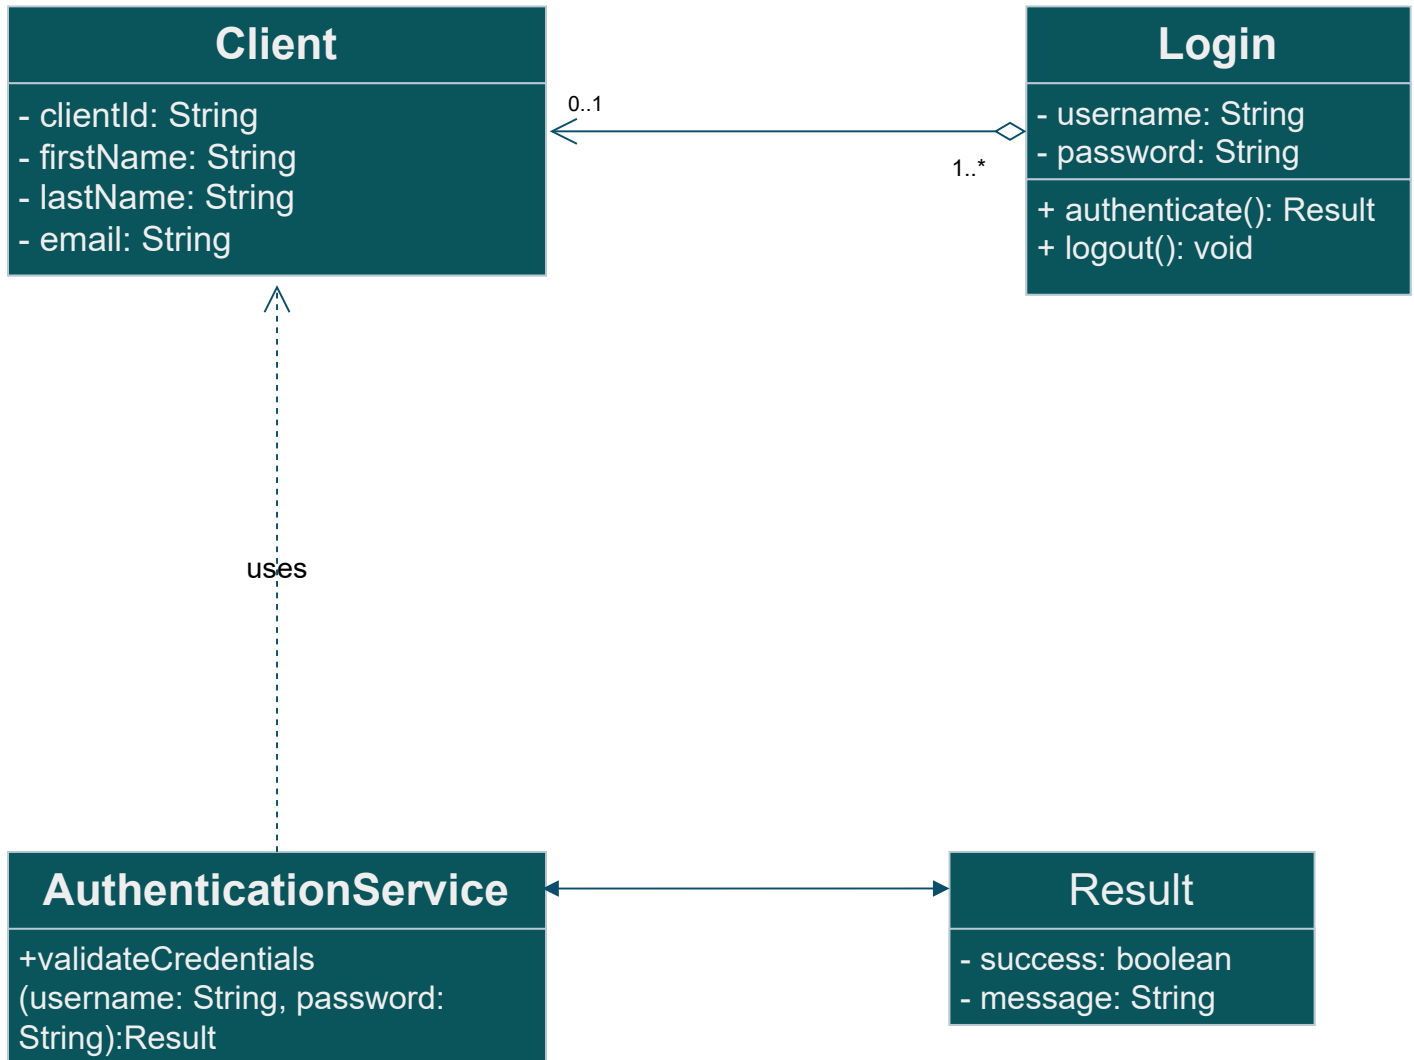 Client
- clientId: String
- firstName: String
- lastName: String
- email: String
0..1
1..*
Login
- username: String
- password: String
+ authenticate(): Result
+ logout(): void
uses
AuthenticationService
+validateCredentials
(username: String, password:
String):Result
Result
- success: boolean
- message: String